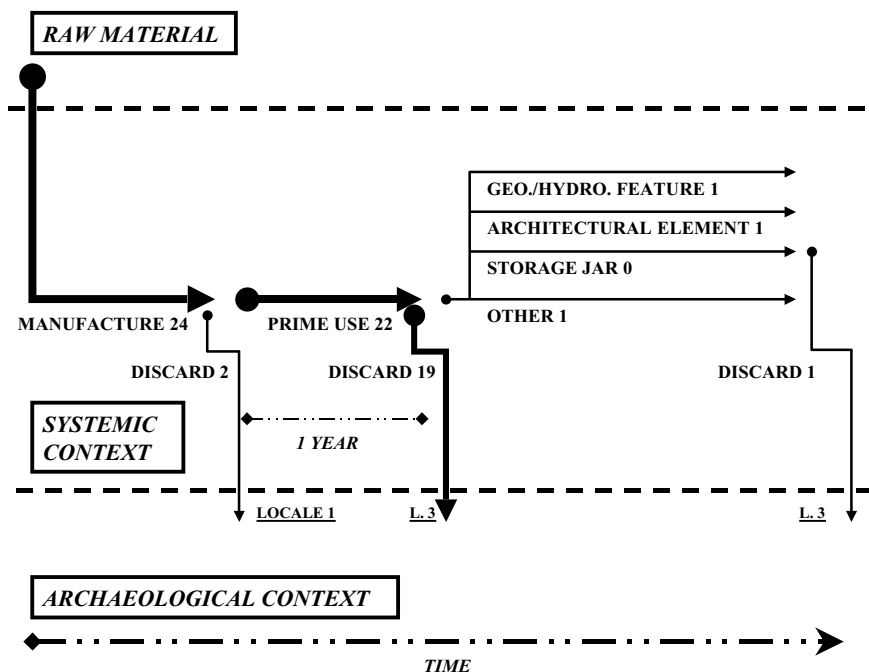 RAW MATERIAL
GEO./HYDRO. FEATURE 1
ARCHITECTURAL ELEMENT 1
STORAGE JAR 0
MANUFACTURE 24
PRIME USE 22
OTHER 1
DISCARD 2
DISCARD 19
DISCARD 1
SYSTEMIC
CONTEXT
1 YEAR
LOCALE 1
L. 3
L. 3
ARCHAEOLOGICAL CONTEXT
TIME